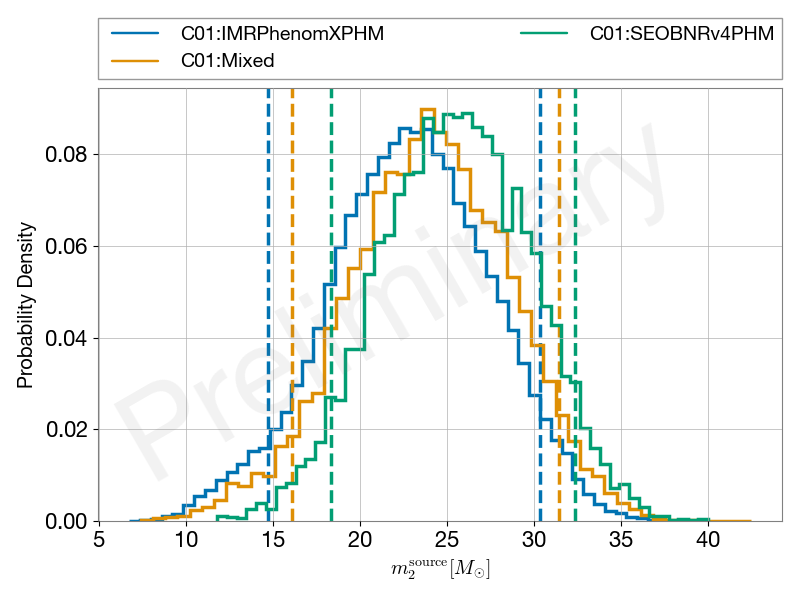 C01:IMRPhenomXPHM
C01:Mixed
C01:SEOBNRv4PHM
Preliminary
Probability Density
0.08
0.06
0.04
0.02
0.00
5 10 15 20 25 30 35 40
$m_2^{\mathrm{source}}[M_\odot]$